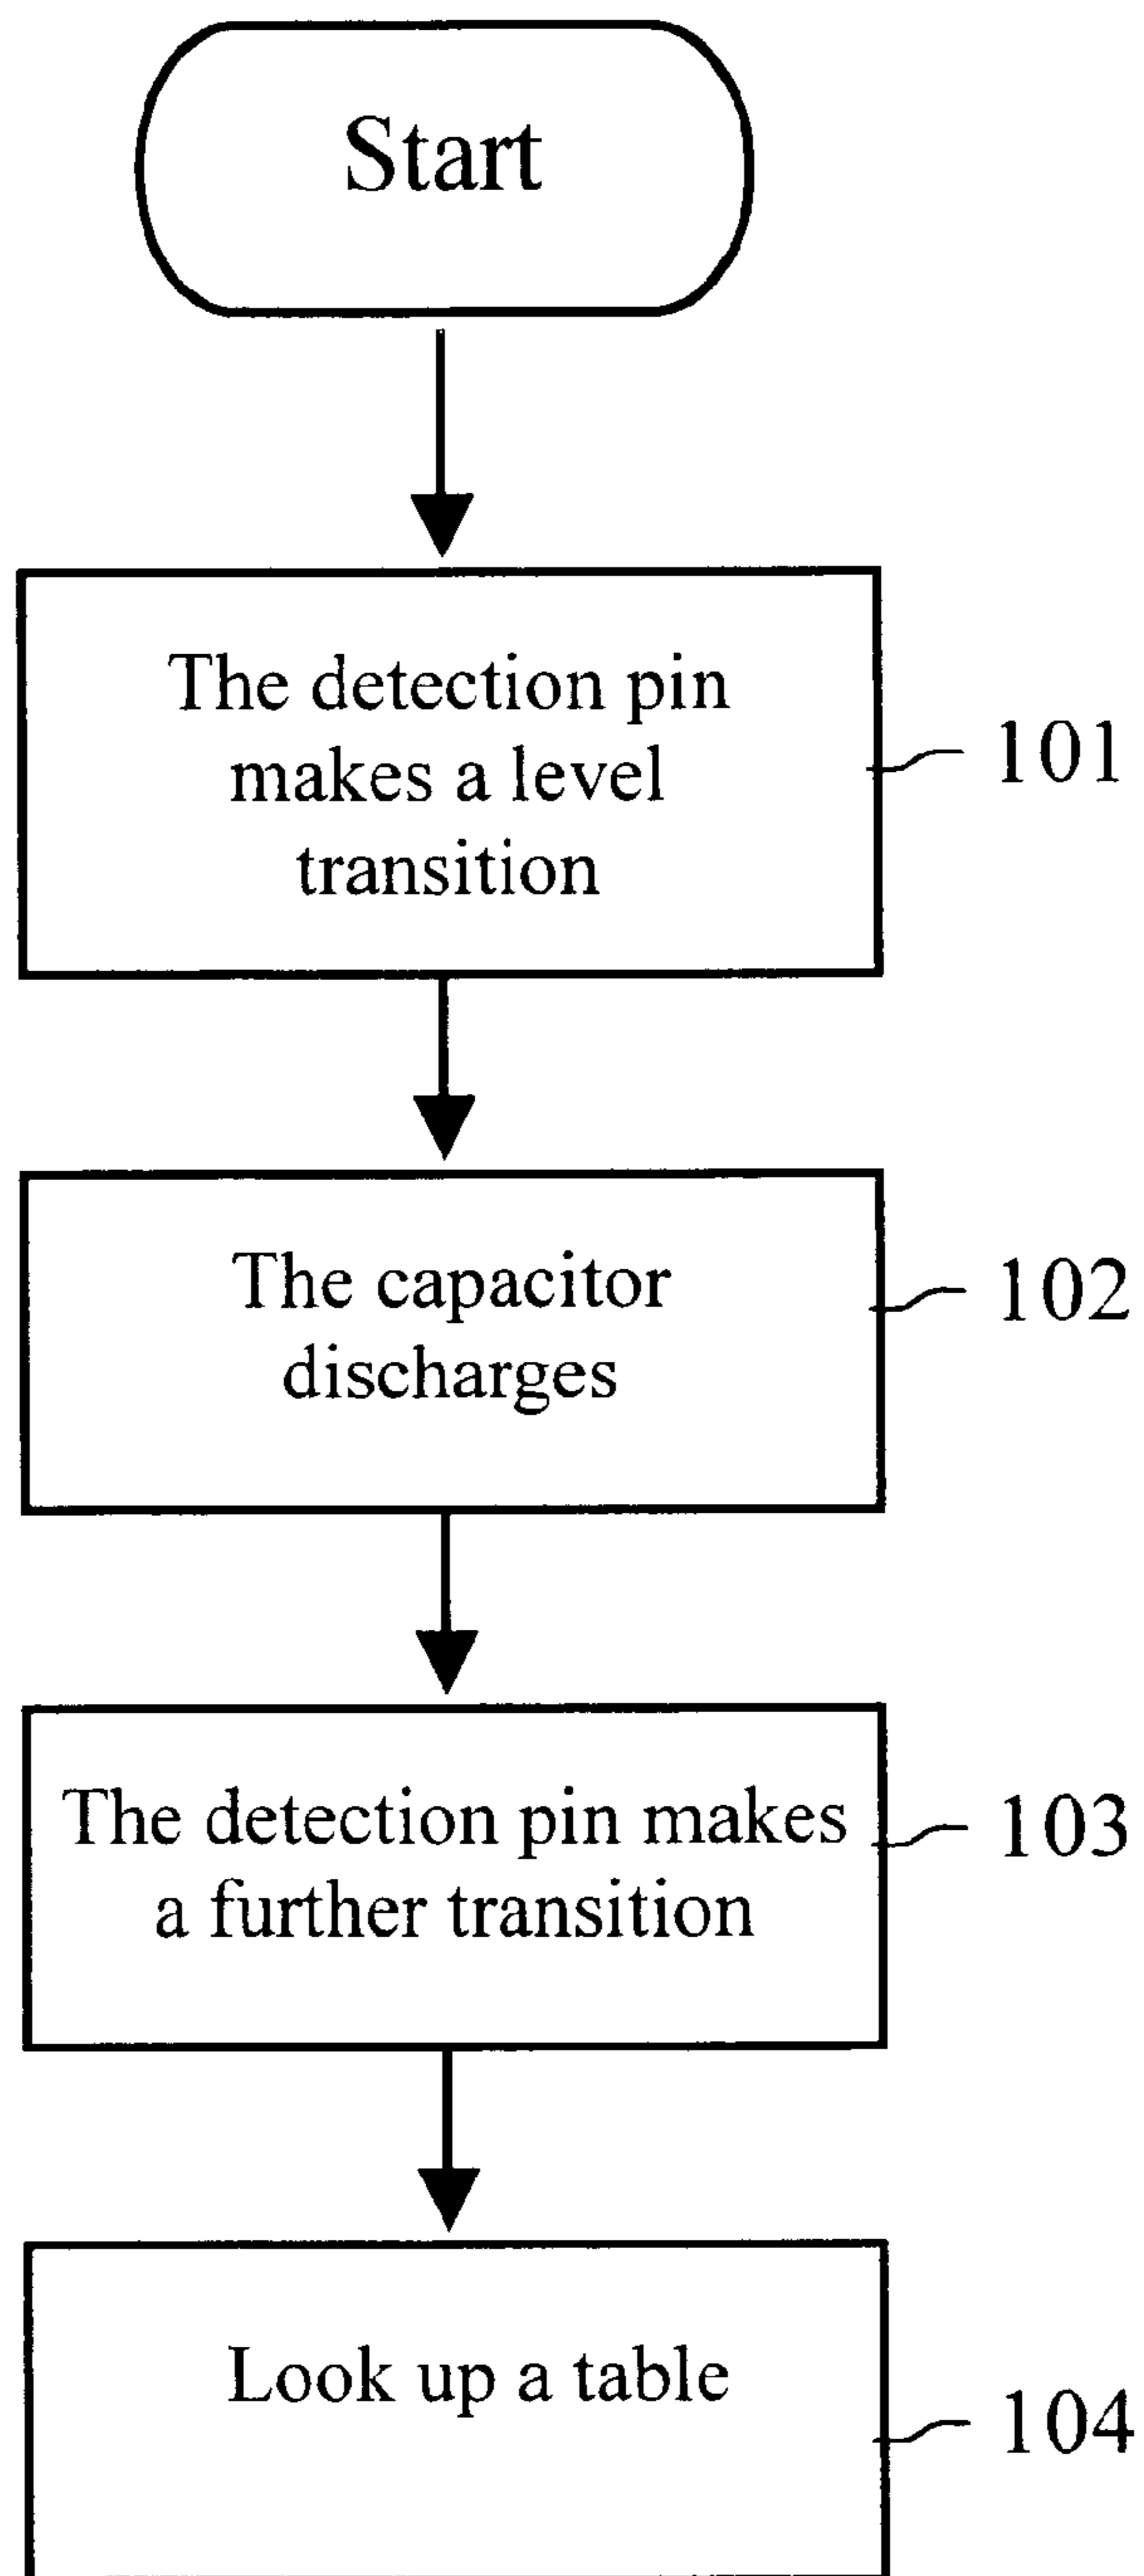 Start
The detection pin
makes a level
transition
101
The capacitor
discharges
102
The detection pin makes
a further transition
103
Look up a table
104